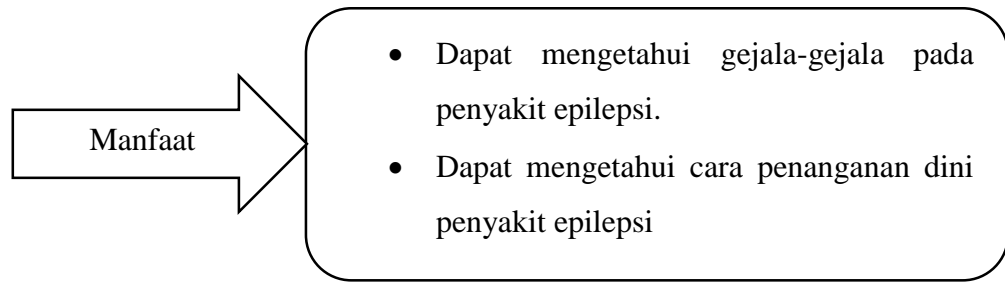 Manfaat
• Dapat mengetahui gejala-gejala pada
penyakit epilepsi.
• Dapat mengetahui cara penanganan dini
penyakit epilepsi